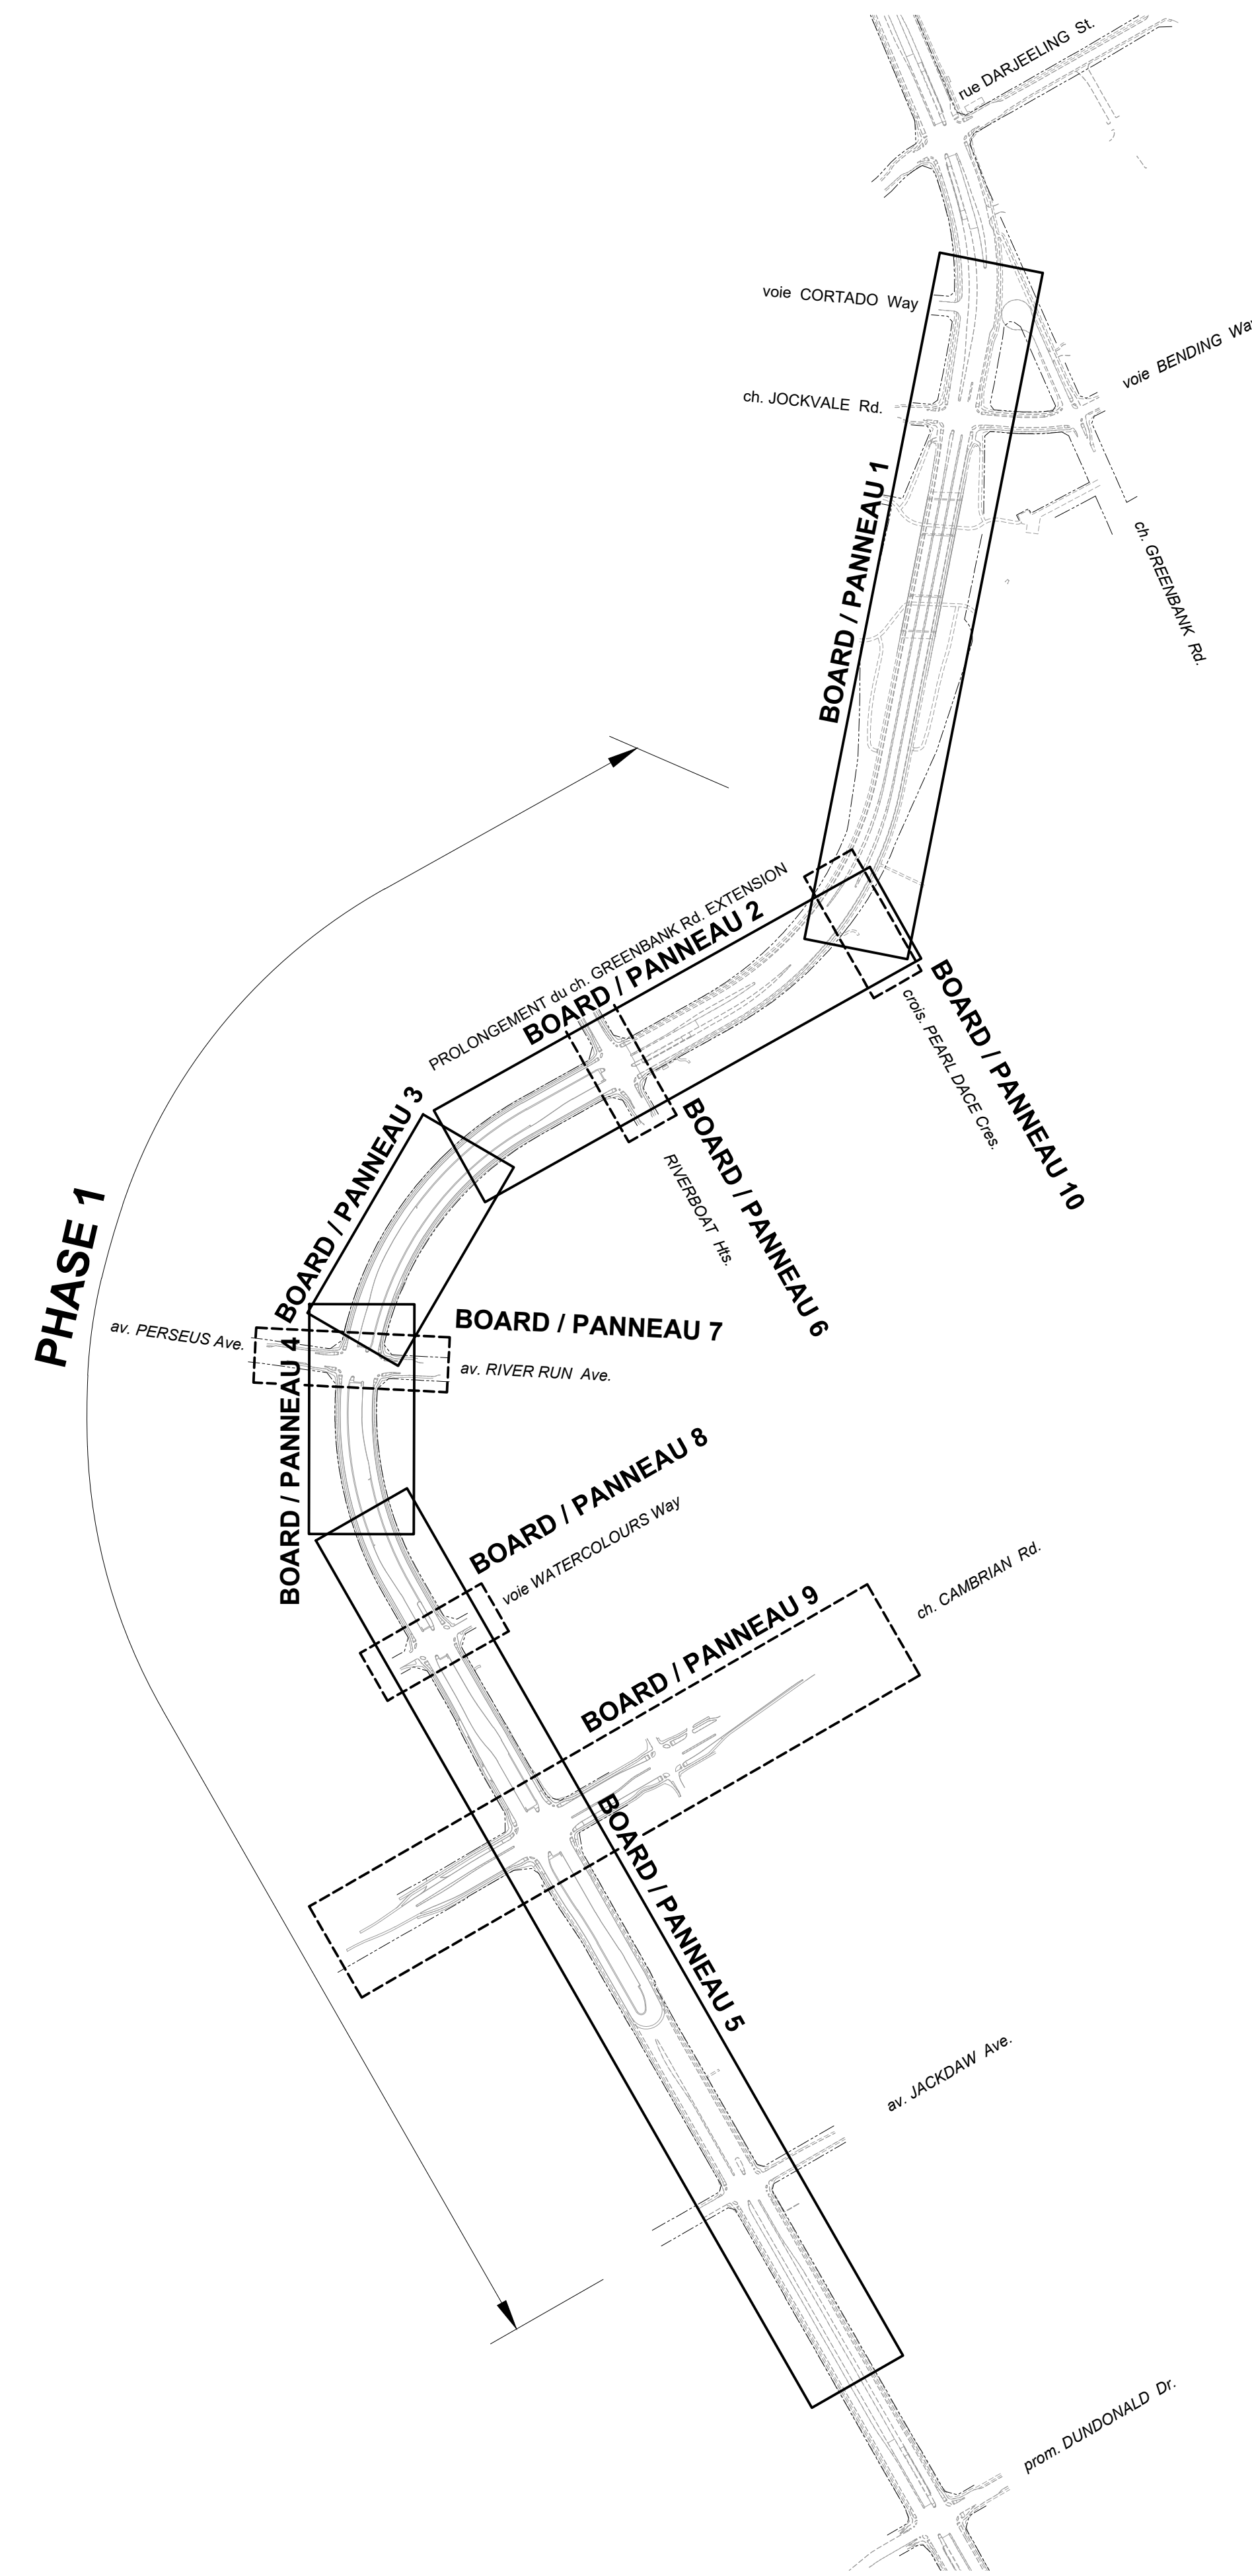 rue DARJEELING St.
voie CORTADO Way
voie BENDING Way
ch. JOCKVALE Rd.
BOARD / PANNEAU 1
ch. GREENBANK Rd.
PROLONGEMENT du ch. GREENBANK Rd. EXTENSION
BOARD / PANNEAU 2
BOARD / PANNEAU 10
crois. PEARL DACE Cres.
BOARD / PANNEAU 3
BOARD / PANNEAU 6
RIVERBOAT Hts.
PHASE 1
BOARD / PANNEAU 7
av. PERSEUS Ave.
av. RIVER RUN Ave.
BOARD / PANNEAU 4
BOARD / PANNEAU 8
voie WATERCOLOURS Way
ch. CAMBRIAN Rd.
BOARD / PANNEAU 9
BOARD / PANNEAU 5
av. JACKDAW Ave.
prom. DUNDONALD Dr.